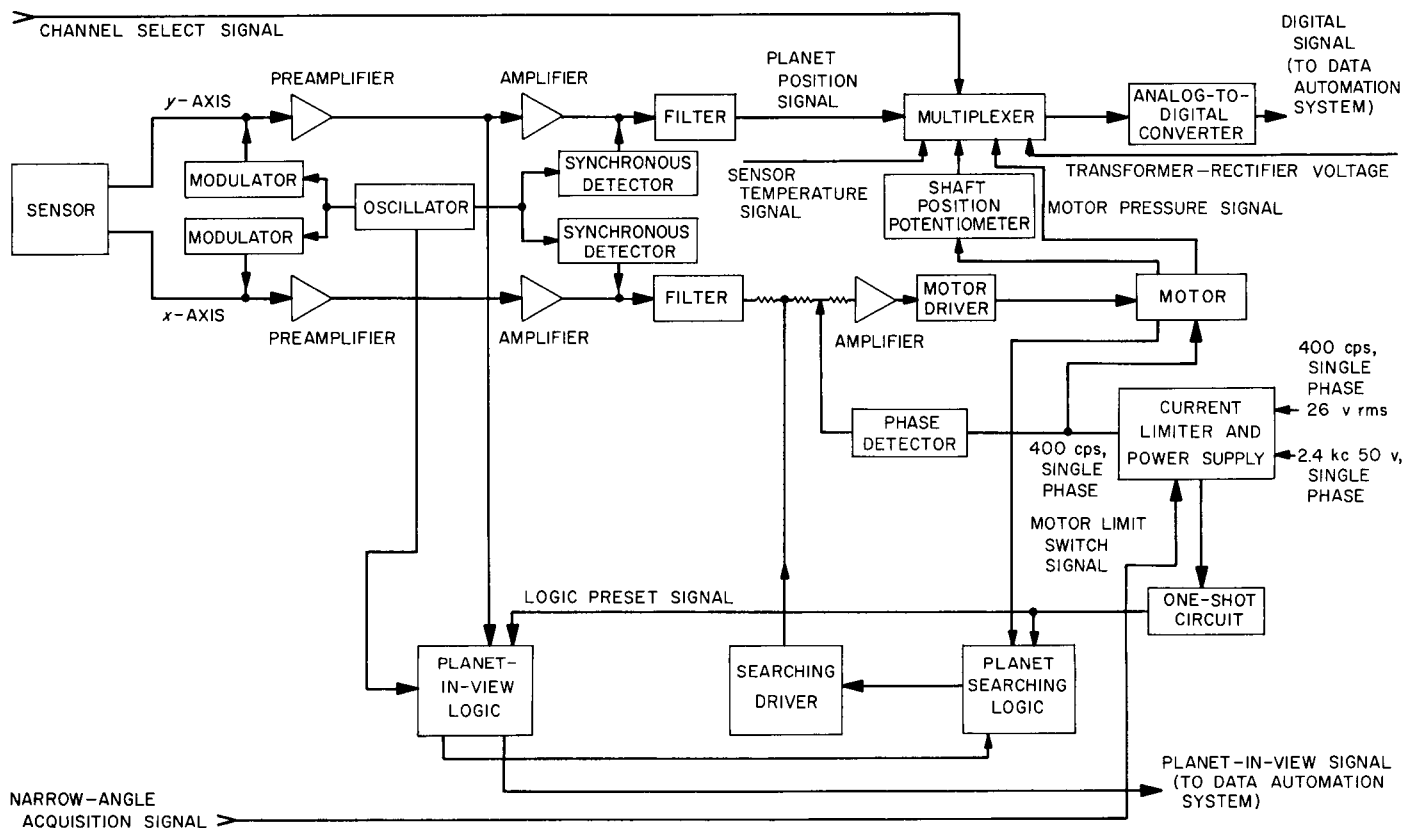 CHANNEL SELECT SIGNAL
DIGITAL
SIGNAL
(TO DATA
AUTOMATION
SYSTEM)
PREAMPLIFIER
AMPLIFIER
PLANET
POSITION
SIGNAL
y-AXIS
FILTER
MULTIPLEXER
ANALOG-TO-
DIGITAL
CONVERTER
SENSOR
MODULATOR
MODULATOR
OSCILLATOR
SYNCHRONOUS
DETECTOR
SYNCHRONOUS
DETECTOR
SENSOR
TEMPERATURE
SIGNAL
SHAFT
POSITION
POTENTIOMETER
TRANSFORMER-RECTIFIER VOLTAGE
MOTOR PRESSURE SIGNAL
x-AXIS
PREAMPLIFIER
AMPLIFIER
FILTER
AMPLIFIER
MOTOR
DRIVER
MOTOR
400 cps,
SINGLE
PHASE
26 v rms
2.4 kc 50 v,
SINGLE
PHASE
CURRENT
LIMITER AND
POWER SUPPLY
PHASE
DETECTOR
400 cps,
SINGLE
PHASE
MOTOR LIMIT
SWITCH
SIGNAL
ONE-SHOT
CIRCUIT
LOGIC PRESET SIGNAL
PLANET-
IN-VIEW
LOGIC
SEARCHING
DRIVER
PLANET
SEARCHING
LOGIC
PLANET-IN-VIEW SIGNAL
(TO DATA AUTOMATION
SYSTEM)
NARROW-ANGLE
ACQUISITION SIGNAL